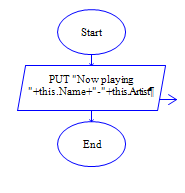 Start
PUT "Now playing
"+this.Name+"-"+this.Artist¶
End